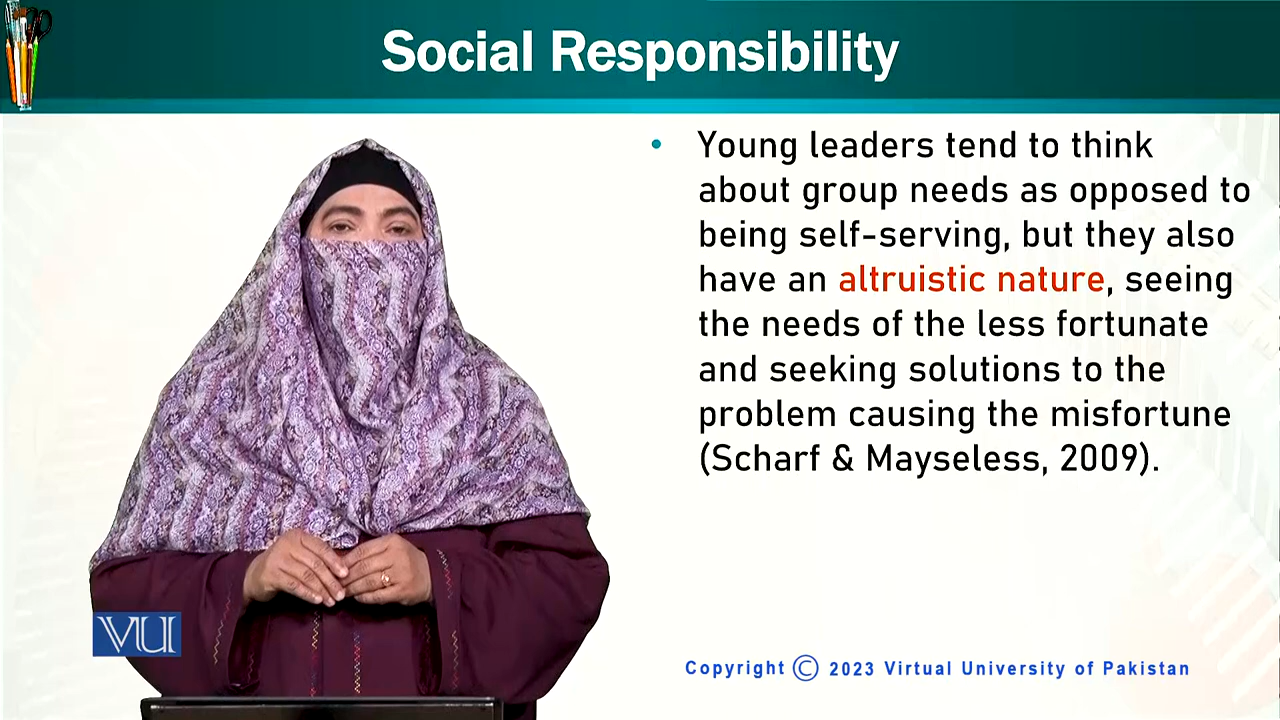 Social Responsibility
• Young leaders tend to think
about group needs as opposed to
being self-serving, but they also
have an altruistic nature, seeing
the needs of the less fortunate
and seeking solutions to the
problem causing the misfortune
(Scharf & Mayseless, 2009).
VU
Copyright © 2023 Virtual University of Pakistan